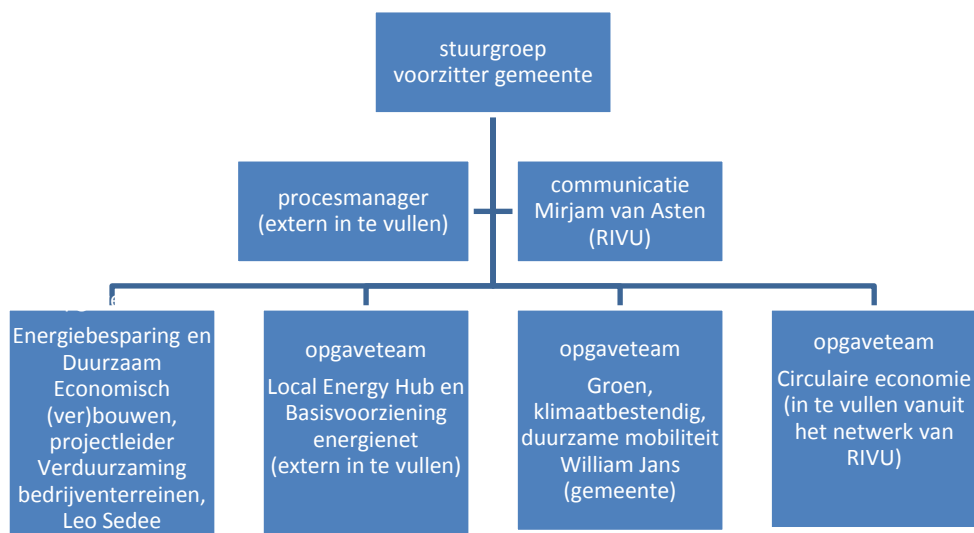 stuurgroep
voorzitter gemeente
procesmanager
(extern in te vullen)
communicatie
Mirjam van Asten
(RIVU)
Energiebesparing en
Duurzaam
Economisch
(ver)bouwen,
projectleider
Verduurzaming
bedrijventerreinen,
Leo Sedee
opgaveteam
Local Energy Hub en
Basisvoorziening
energienet
(extern in te vullen)
opgaveteam
Groen,
klimaatbestendig,
duurzame mobiliteit
William Jans
(gemeente)
opgaveteam
Circulaire economie
(in te vullen vanuit
het netwerk van
RIVU)